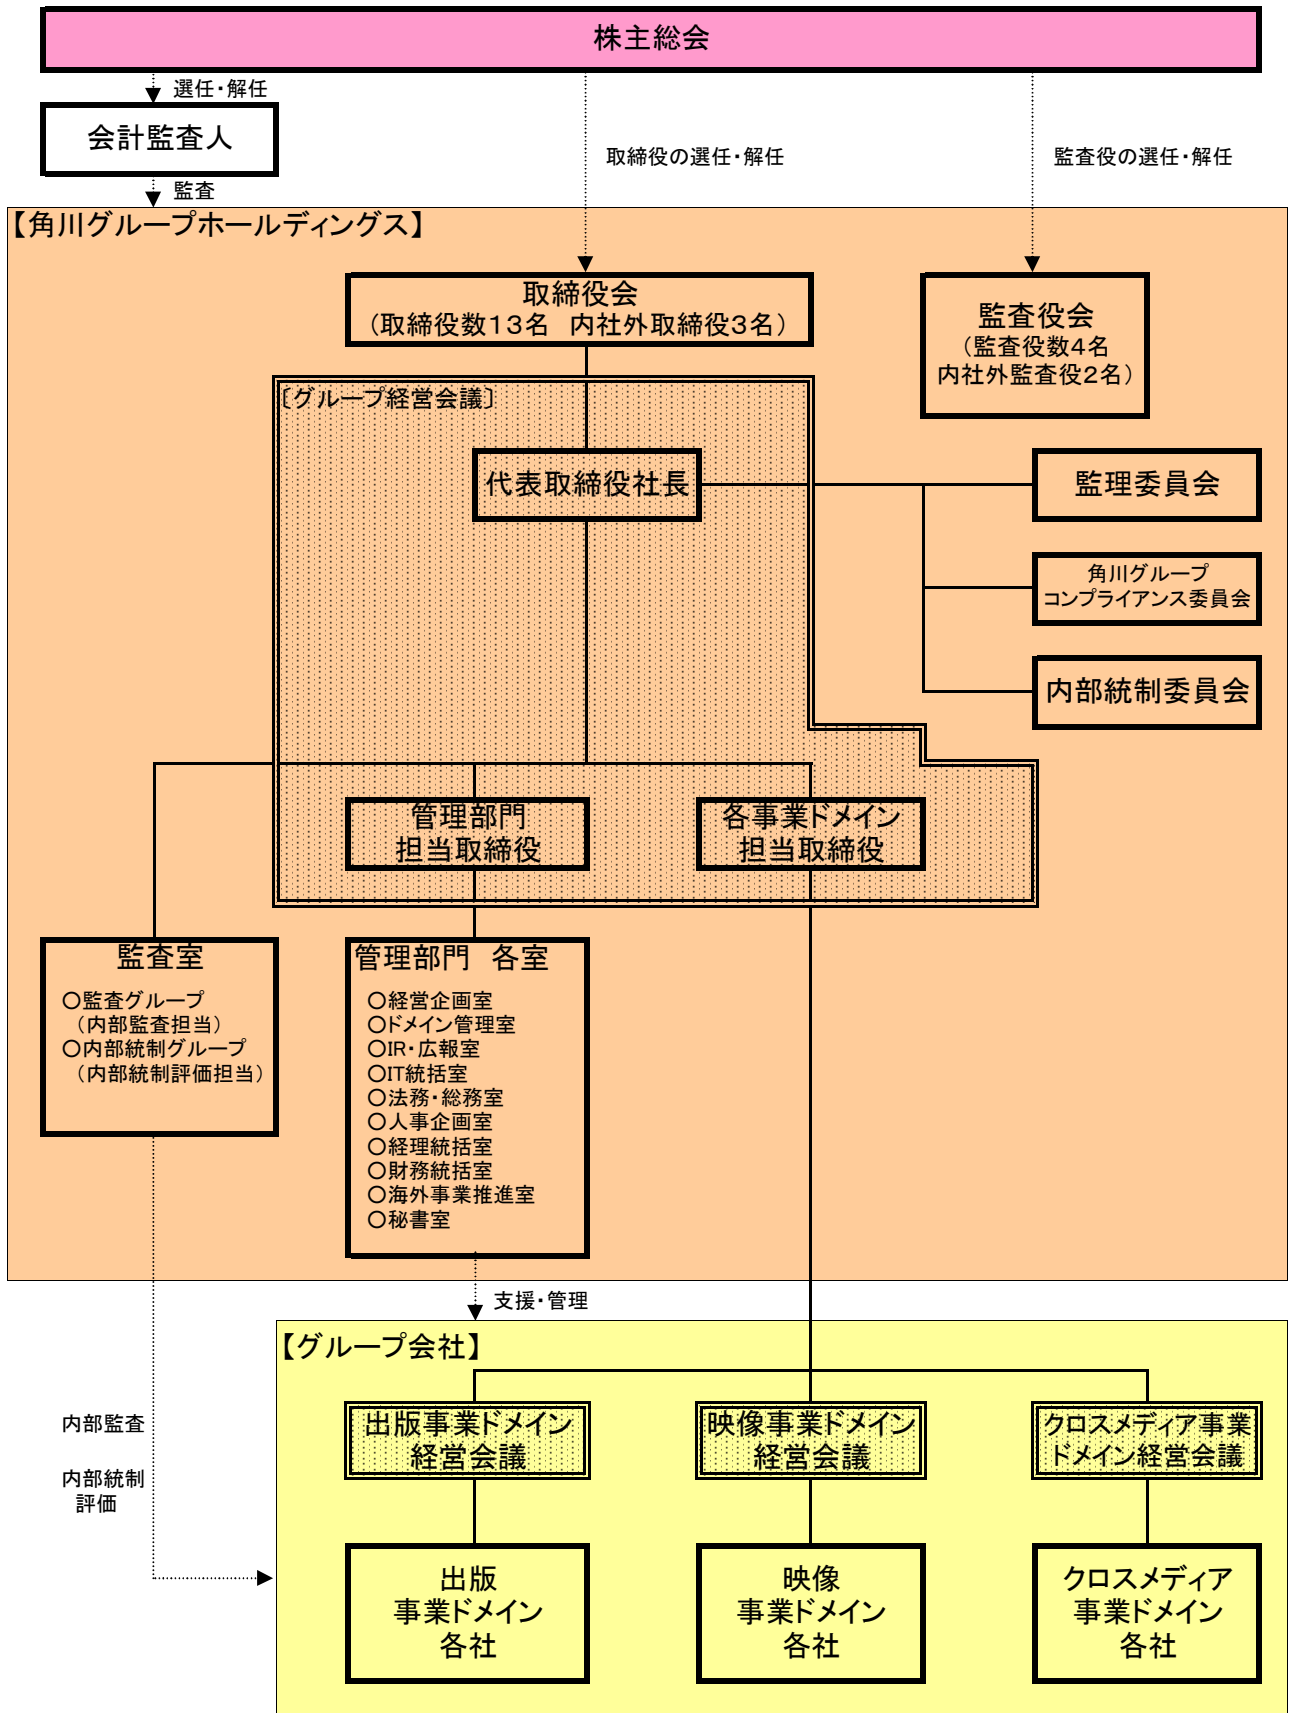 株主総会
選任・解任
会計監査人
取締役の選任・解任
監査役の選任・解任
監査
【角川グループホールディングス】
取締役会
（取締役数１３名　内社外取締役３名）
監査役会
（監査役数４名
内社外監査役２名）
〔グループ経営会議〕
代表取締役社長
監理委員会
角川グループ
コンプライアンス委員会
内部統制委員会
管理部門
担当取締役
各事業ドメイン
担当取締役
監査室
〇監査グループ
（内部監査担当）
〇内部統制グループ
（内部統制評価担当）
管理部門　各室
〇経営企画室
〇ドメイン管理室
〇IR・広報室
〇IT統括室
〇法務・総務室
〇人事企画室
〇経理統括室
〇財務統括室
〇海外事業推進室
〇秘書室
支援・管理
【グループ会社】
内部監査
内部統制
評価
出版事業ドメイン
経営会議
映像事業ドメイン
経営会議
クロスメディア事業
ドメイン経営会議
出版
事業ドメイン
各社
映像
事業ドメイン
各社
クロスメディア
事業ドメイン
各社